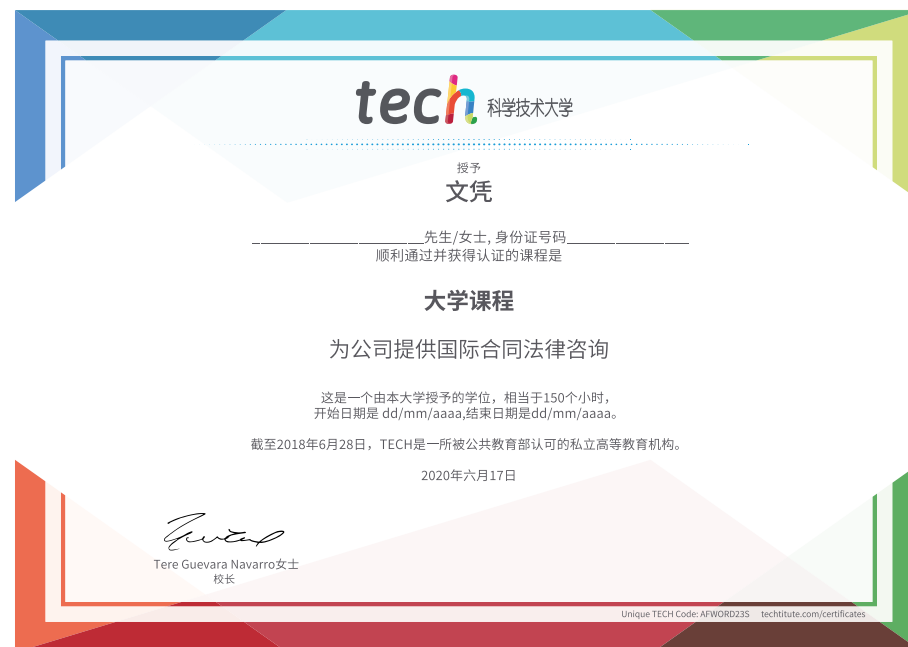 tech 科学技术大学
授予
文凭
________________________先生/女士, 身份证号码_________________
顺利通过并获得认证的课程是
大学课程
为公司提供国际合同法律咨询
这是一个由本大学授予的学位，相当于150个小时，
开始日期是 dd/mm/aaaa,结束日期是dd/mm/aaaa。
截至2018年6月28日，TECH是一所被公共教育部认可的私立高等教育机构。
2020年六月17日
Tere Guevara Navarro女士
校长
Unique TECH Code: AFWORD23S techtitute.com/certificates